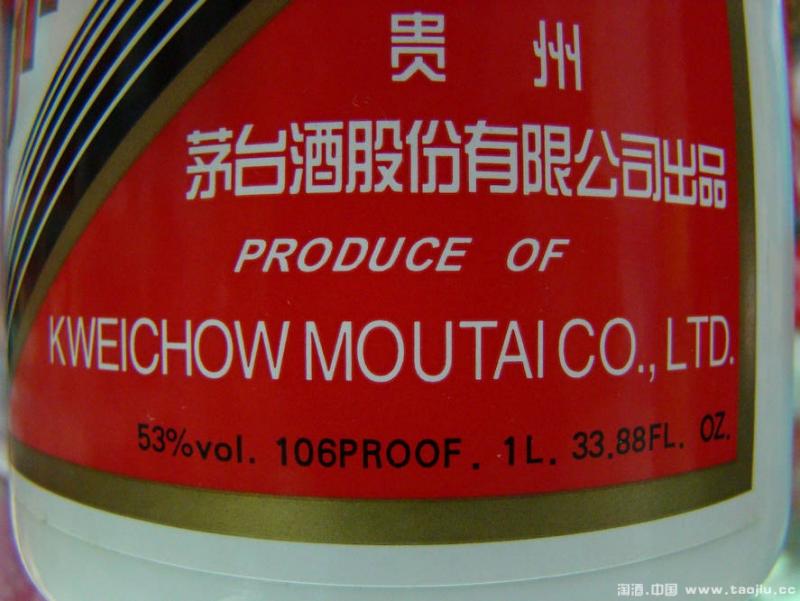 贵 州
茅台酒股份有限公司出品
PRODUCE OF
KWEICHOW MOUTAI CO., LTD.
53%vol. 106PROOF. 1L. 33.88FL. OZ.
淘酒.中国 www.taojiu.cc